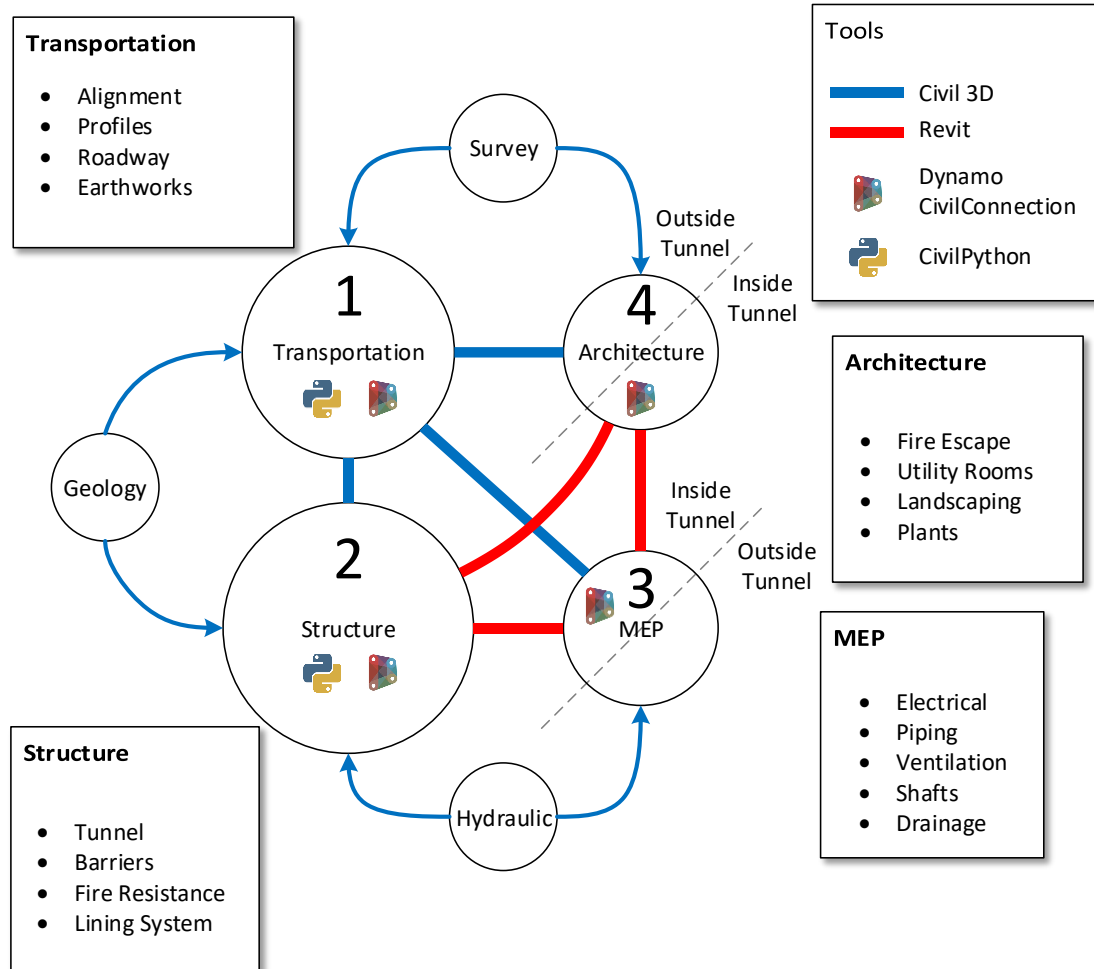 Transportation
• Alignment
• Profiles
• Roadway
• Earthworks
Tools
Civil 3D
Revit
Dynamo
CivilConnection
CivilPython
Survey
Outside
Tunnel
Inside
Tunnel
1
Transportation
4
Architecture
Geology
Architecture
• Fire Escape
• Utility Rooms
• Landscaping
• Plants
Inside
Tunnel
Outside
Tunnel
2
Structure
3
MEP
MEP
• Electrical
• Piping
• Ventilation
• Shafts
• Drainage
Structure
• Tunnel
• Barriers
• Fire Resistance
• Lining System
Hydraulic